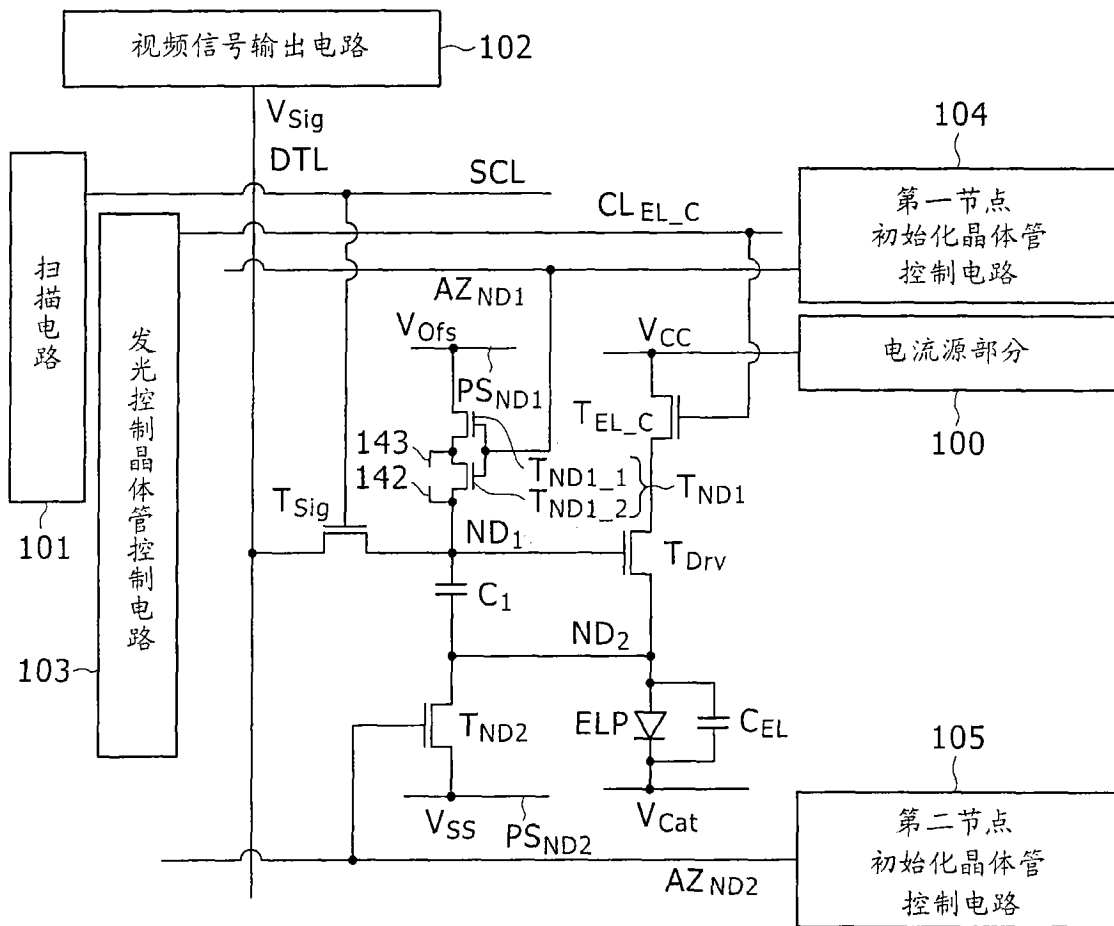 视频信号输出电路
102
V_Sig
DTL
SCL
CL_EL_C
104
第一节点
初始化晶体管
控制电路
扫描电路
101
发光控制晶体管控制电路
103
AZ_ND1
V_Ofs
PS_ND1
V_CC
电流源部分
100
T_EL_C
143
142
T_ND1_1
T_ND1_2
T_ND1
T_Sig
ND_1
T_Drv
C_1
ND_2
T_ND2
ELP
C_EL
V_SS
PS_ND2
V_Cat
105
第二节点
初始化晶体管
控制电路
AZ_ND2